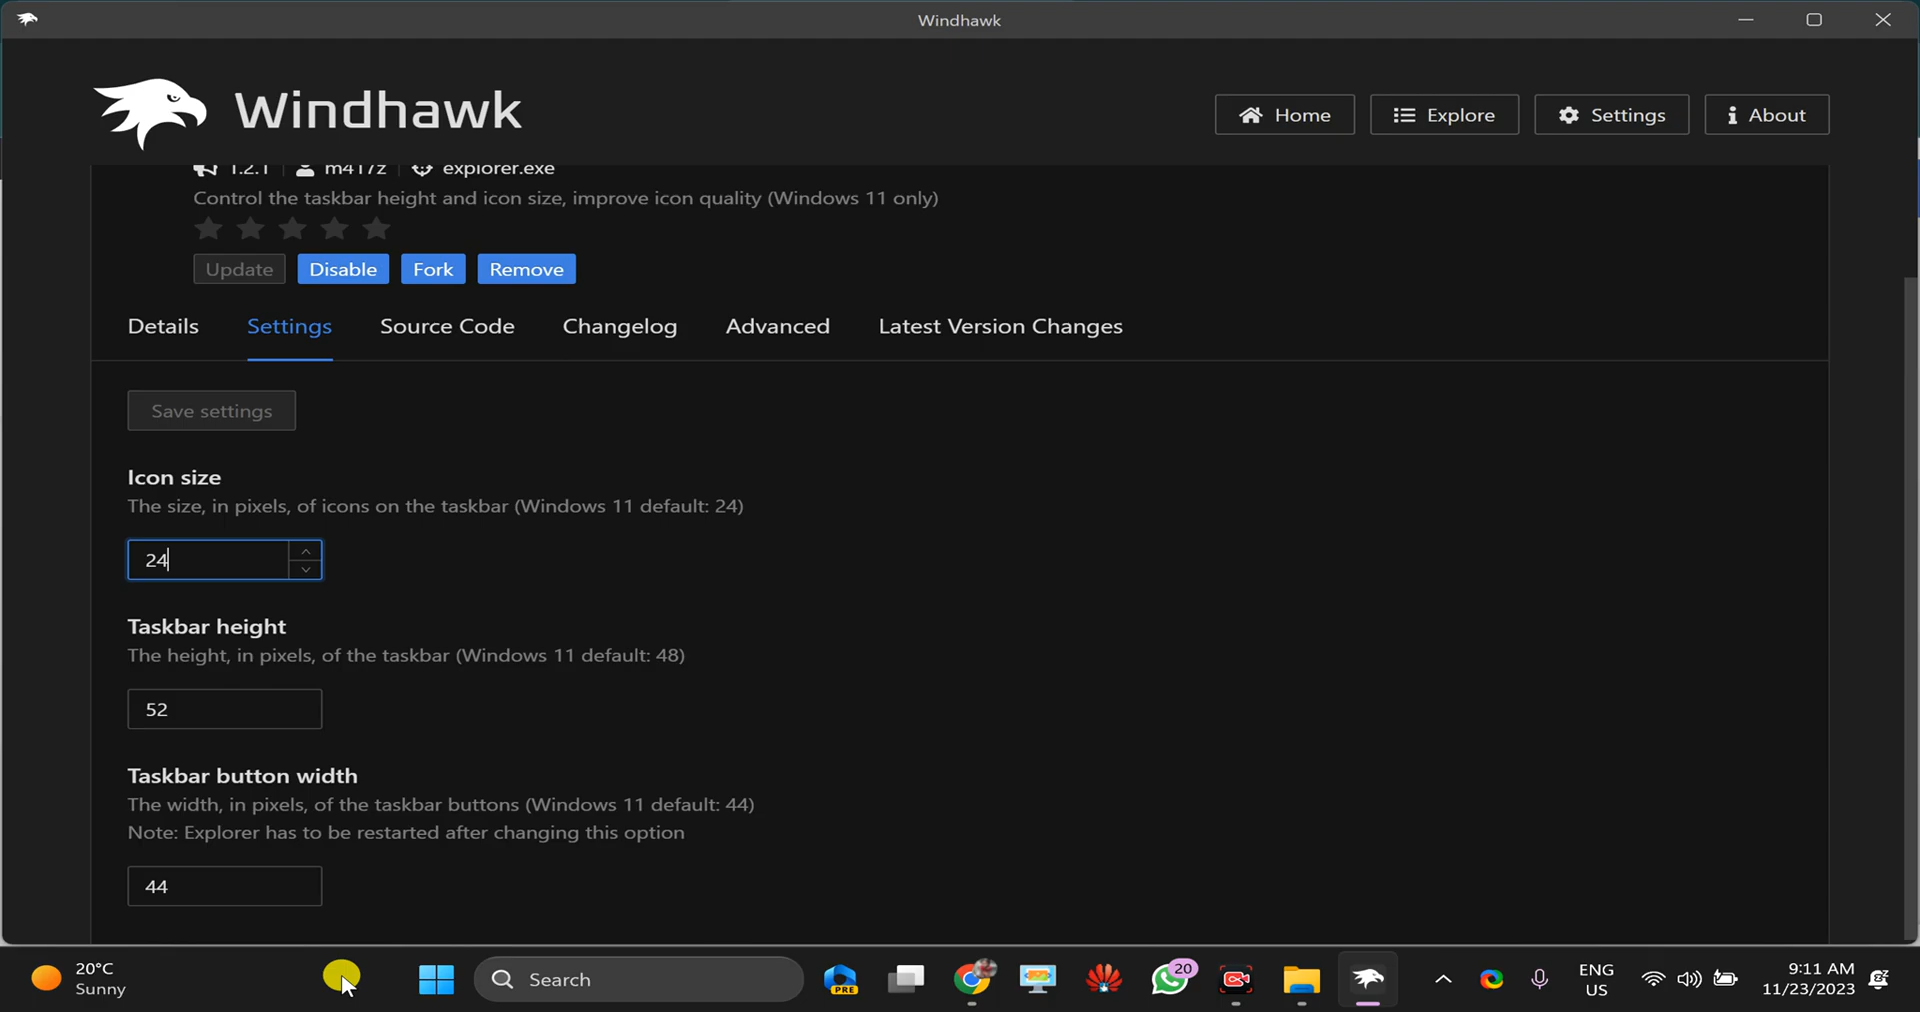 Windhawk
Windhawk
Home
Explore
Settings
About
1.2.1 m417z explorer.exe
Control the taskbar height and icon size, improve icon quality (Windows 11 only)
Update Disable Fork Remove
Details Settings Source Code Changelog Advanced Latest Version Changes
Save settings
Icon size
The size, in pixels, of icons on the taskbar (Windows 11 default: 24)
24
Taskbar height
The height, in pixels, of the taskbar (Windows 11 default: 48)
52
Taskbar button width
The width, in pixels, of the taskbar buttons (Windows 11 default: 44)
Note: Explorer has to be restarted after changing this option
44
20°C
Sunny
Search
PRE
20
ENG
US
9:11 AM
11/23/2023